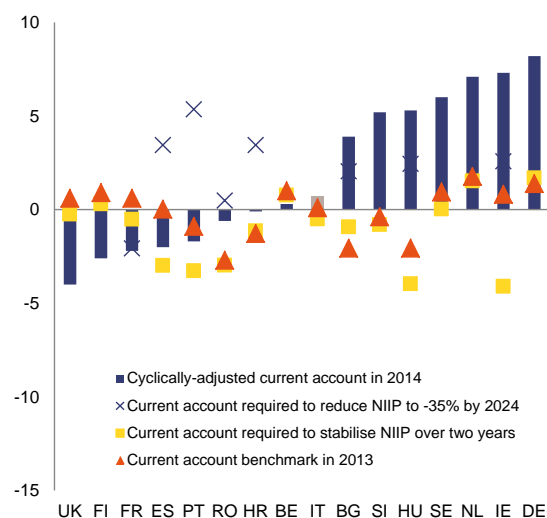 10
5
0
-5
-10
-15
Cyclically-adjusted current account in 2014
Current account required to reduce NIIP to -35% by 2024
Current account required to stabilise NIIP over two years
Current account benchmark in 2013
UK FI FR ES PT RO HR BE IT BG SI HU SE NL IE DE